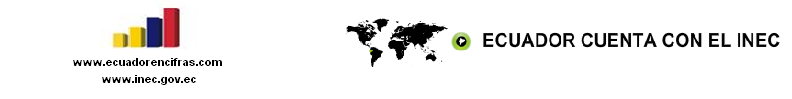 www.ecuadorencifras.com
www.inec.gov.ec
ECUADOR CUENTA CON EL INEC